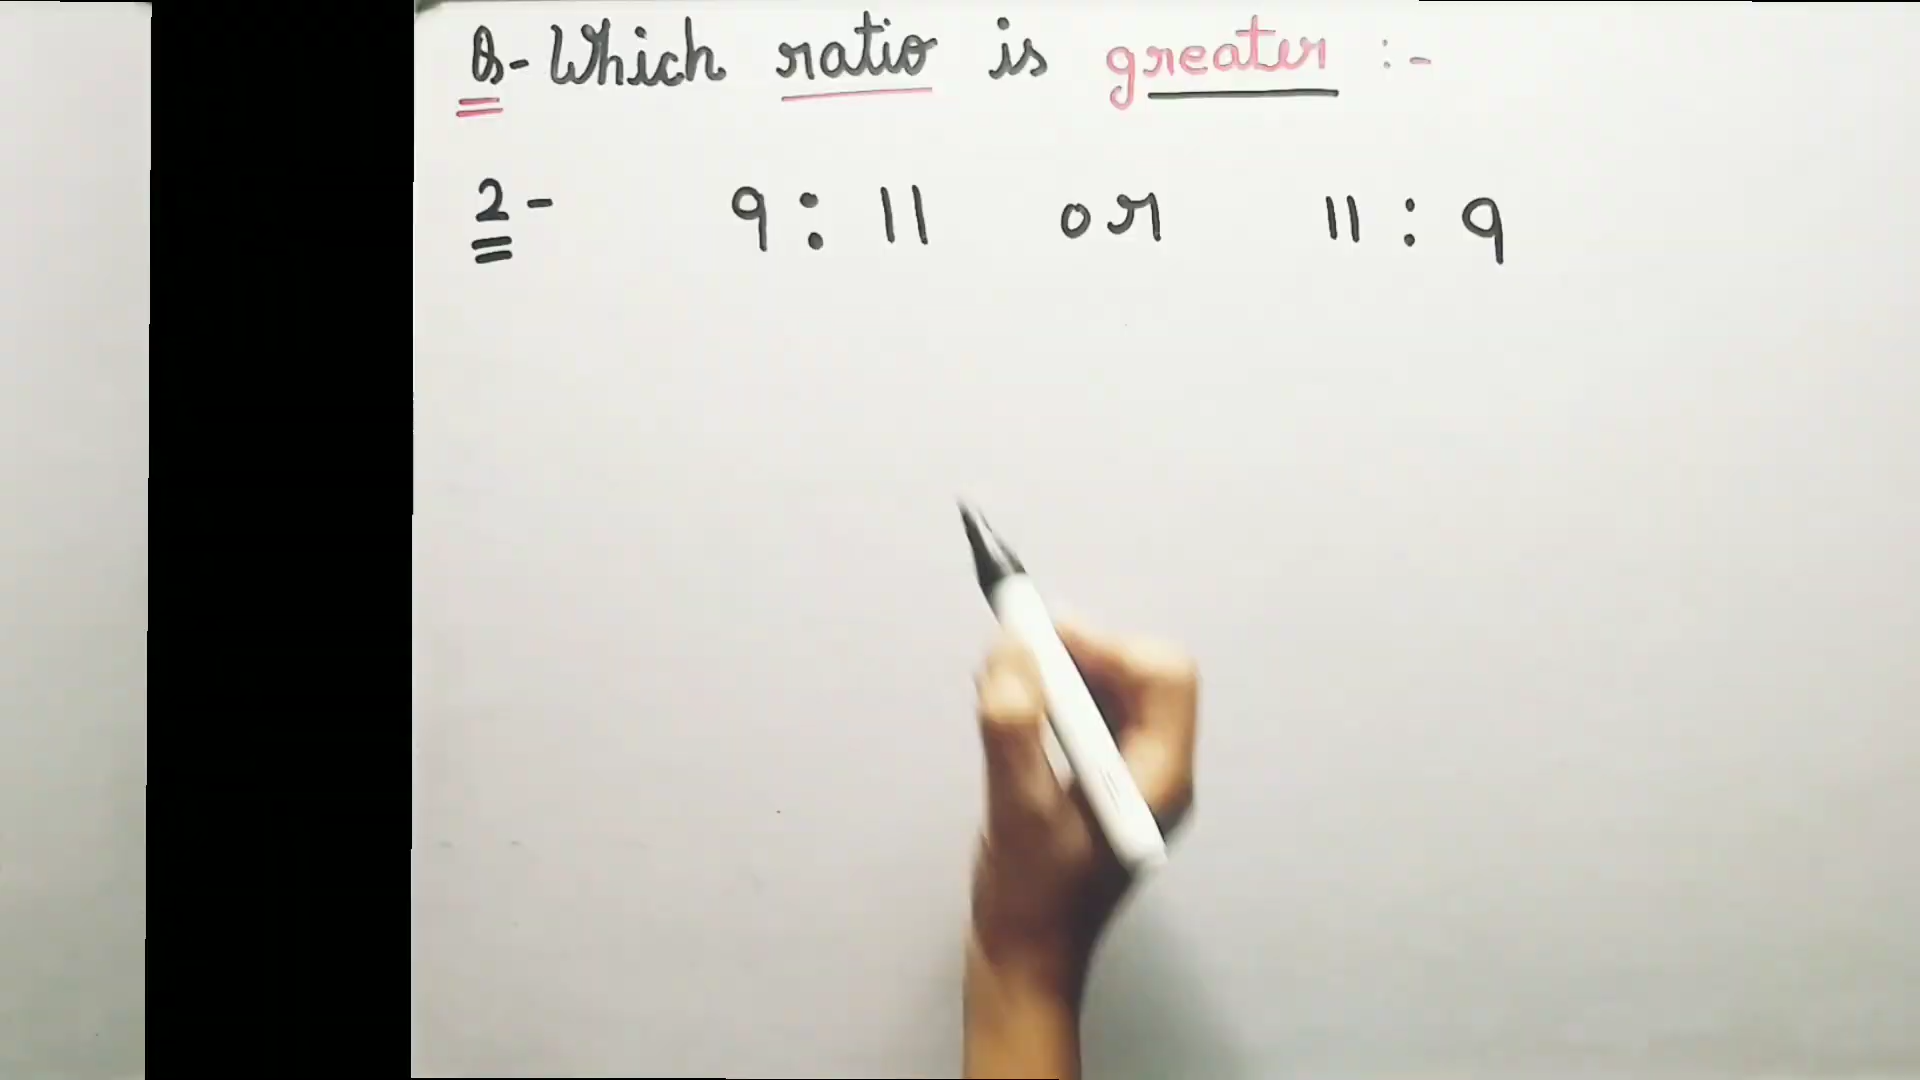 Q- Which ratio is greater :-
2- 9 : 11 or 11 : 9